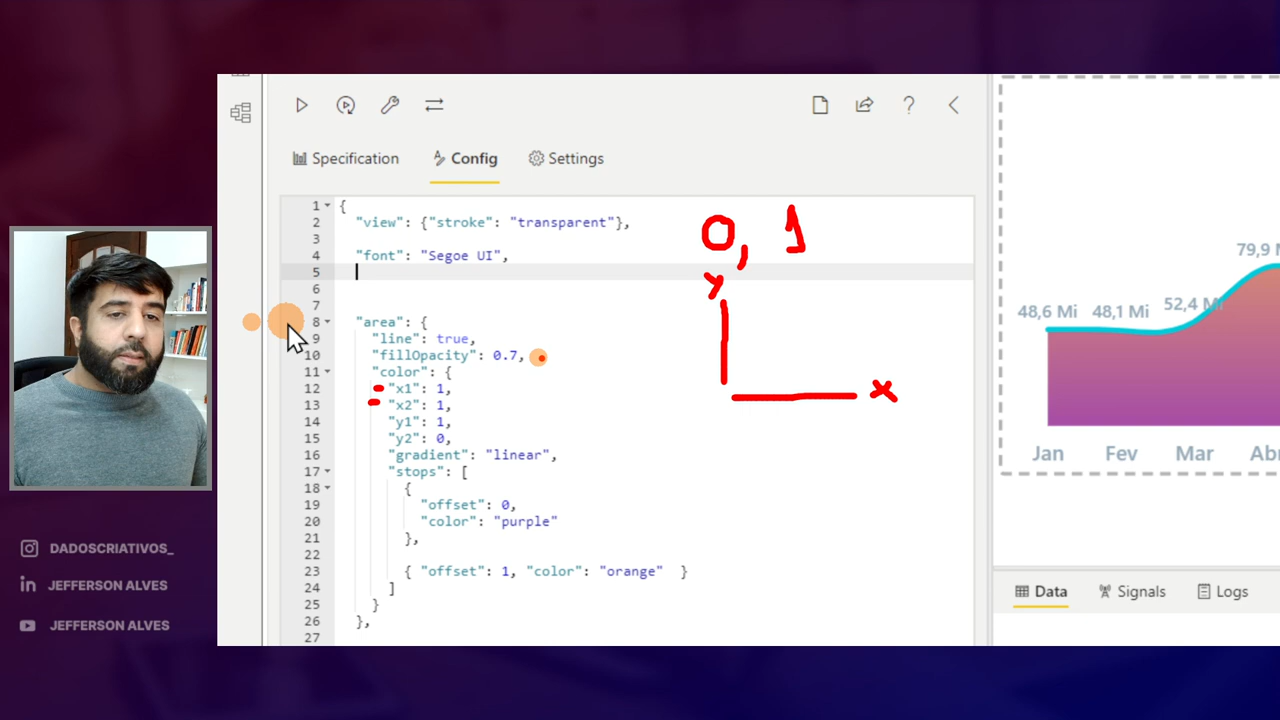 Specification Config Settings
1 {
2 "view": {"stroke": "transparent"},
3
4 "font": "Segoe UI",
5
6
7
8 "area": {
9 "line": true,
10 "fillOpacity": 0.7,
11 "color": {
12 "x1": 1,
13 "x2": 1,
14 "y1": 1,
15 "y2": 0,
16 "gradient": "linear",
17 "stops": [
18 {
19 "offset": 0,
20 "color": "purple"
21 },
22
23 { "offset": 1, "color": "orange" }
24 ]
25 }
26 },
27
0, 1
y
x
79,9
48,6 Mi 48,1 Mi 52,4 Mi
Jan Fev Mar Abr
Data Signals Logs
DADOSCRIATIVOS_
in JEFFERSON ALVES
JEFFERSON ALVES